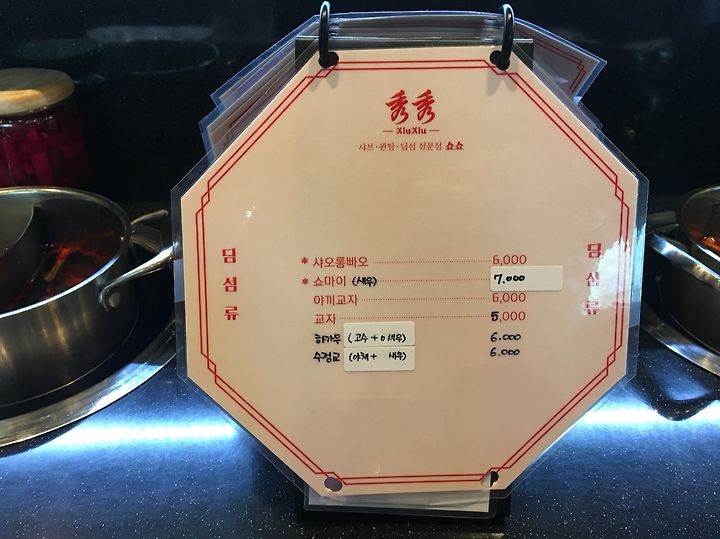 秀秀
XiuXiu
샤브·완탕·딤섬 전문점 쇼쇼
딤섬류
딤섬류
* 샤오롱빠오 6,000
* 쇼마이 (새우) 7.000
야끼교자 6,000
교자 5,000
하가우 (고수+새우) 6.000
수정교 (야채+ 새우) 6.000